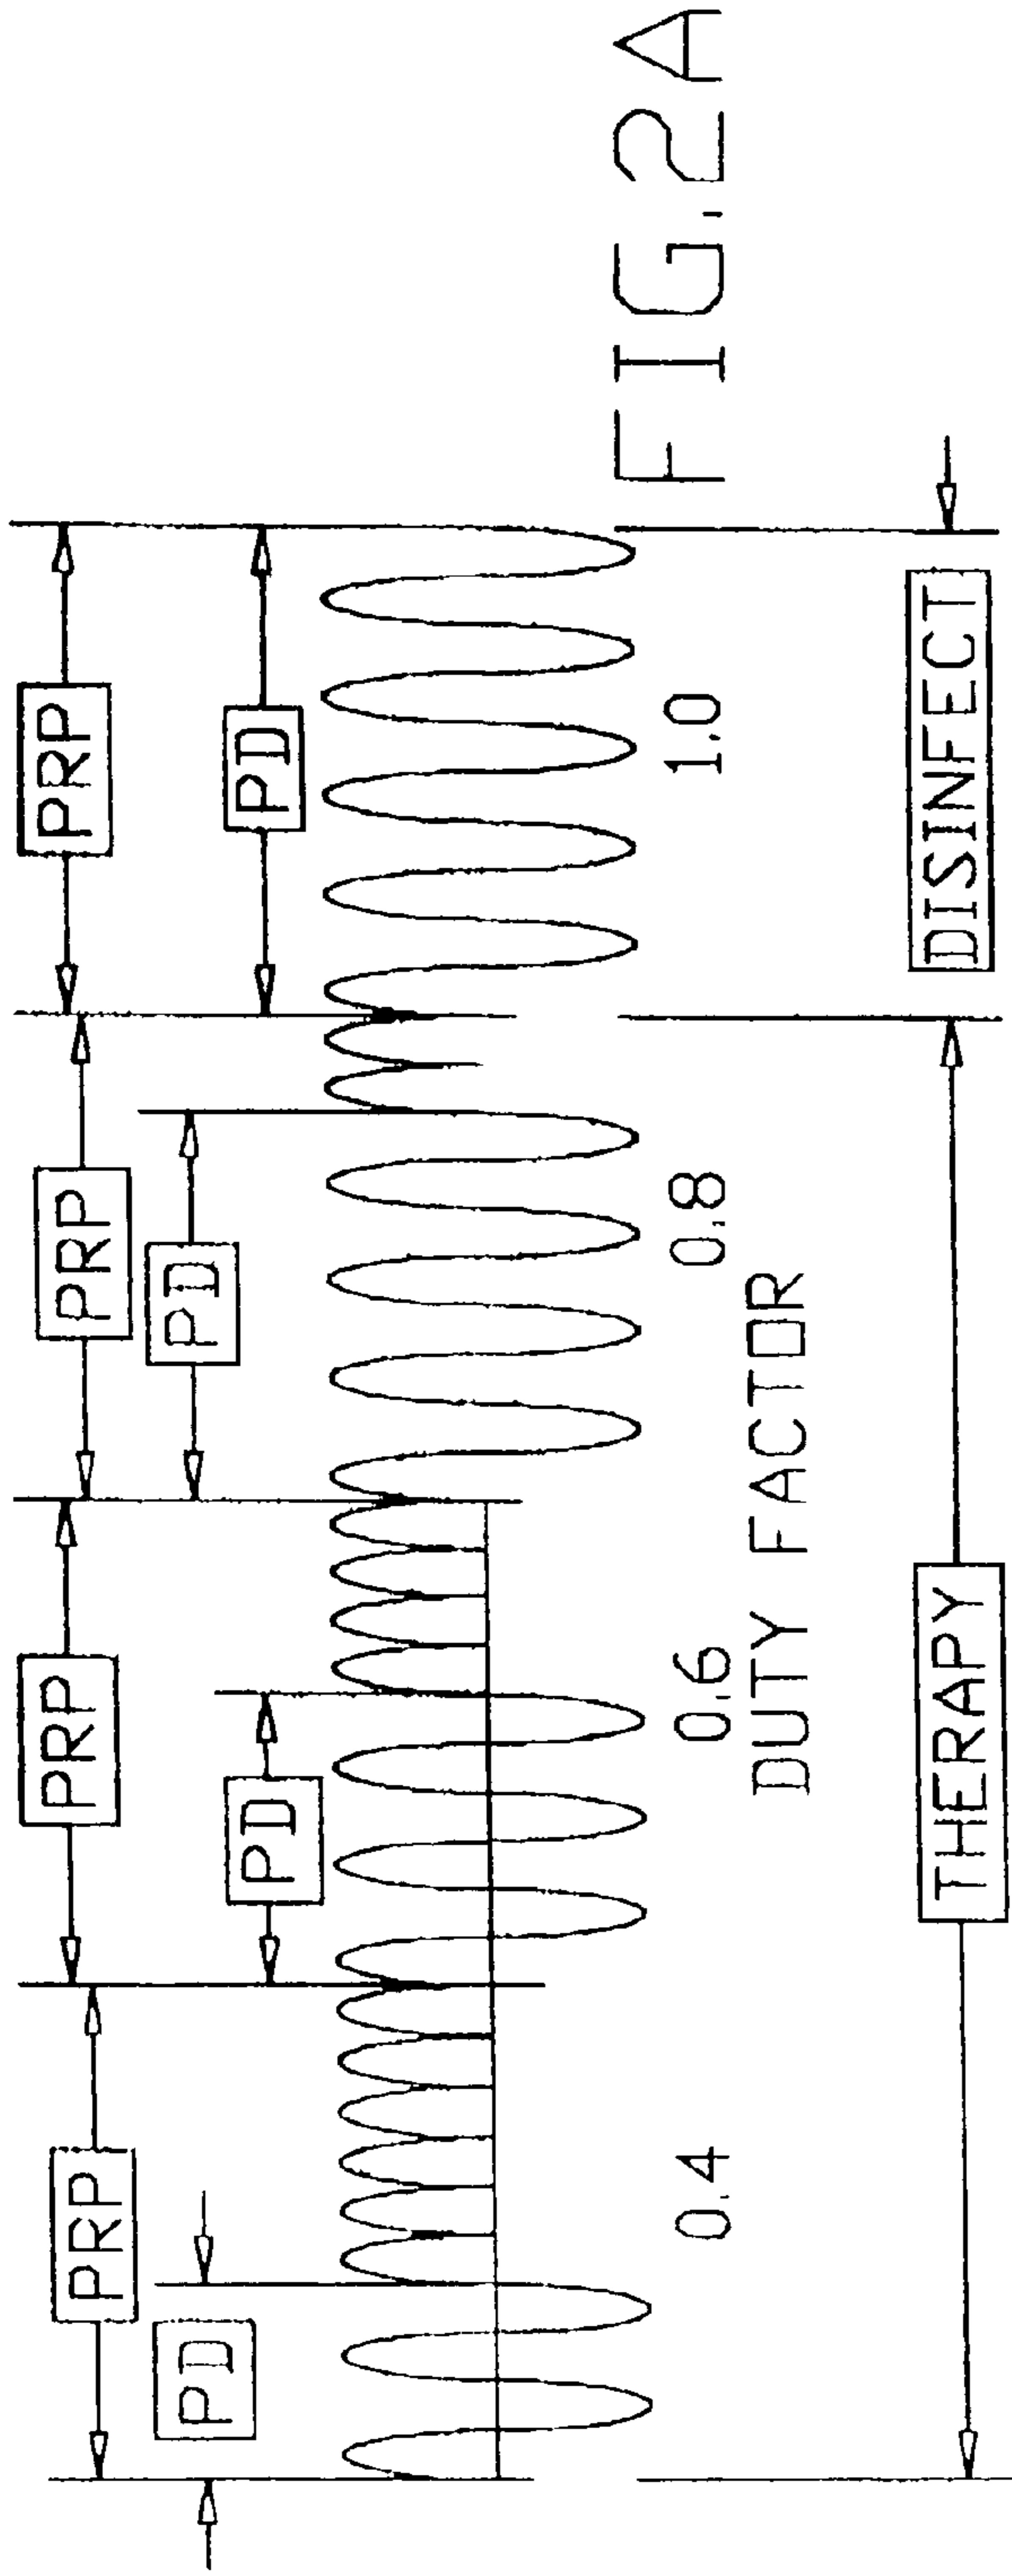 PRP PRP PRP PRP
PD PD PD PD
0.4 0.6 0.8 1.0
DUTY FACTOR
THERAPY DISINFECT
FIG.2A